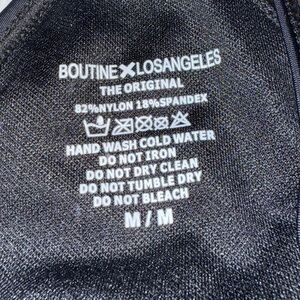 BOUTINE✕LOSANGELES
THE ORIGINAL
82%NYLON 18%SPANDEX
HAND WASH COLD WATER
DO NOT IRON
DO NOT DRY CLEAN
DO NOT TUMBLE DRY
DO NOT BLEACH
M/M